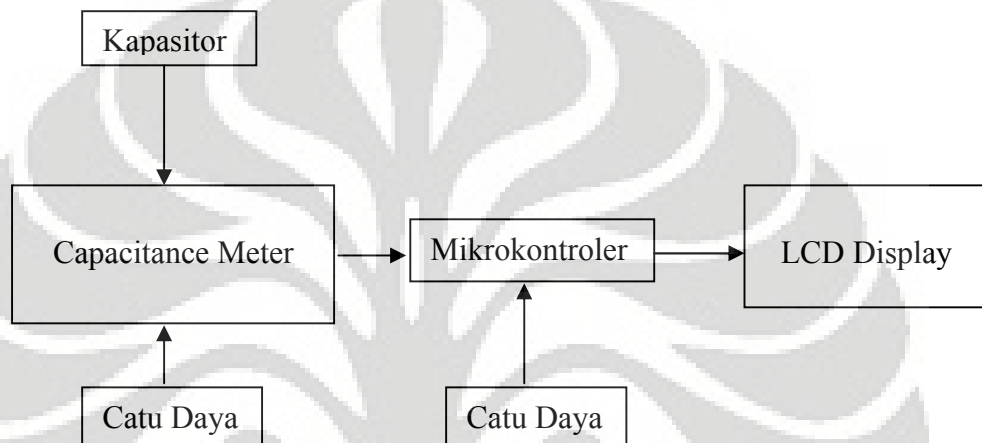 Kapasitor
Capacitance Meter
Mikrokontroler
LCD Display
Catu Daya
Catu Daya